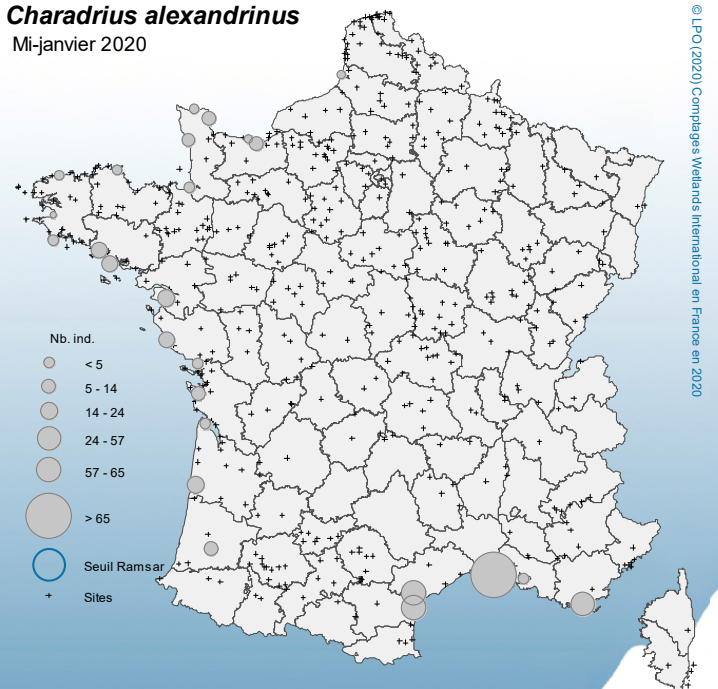 Charadrius alexandrinus
Mi-janvier 2020
© LPO (2020) Comptages Wetlands International en France en 2020
Nb. ind.
< 5
5 - 14
14 - 24
24 - 57
57 - 65
> 65
Seuil Ramsar
Sites